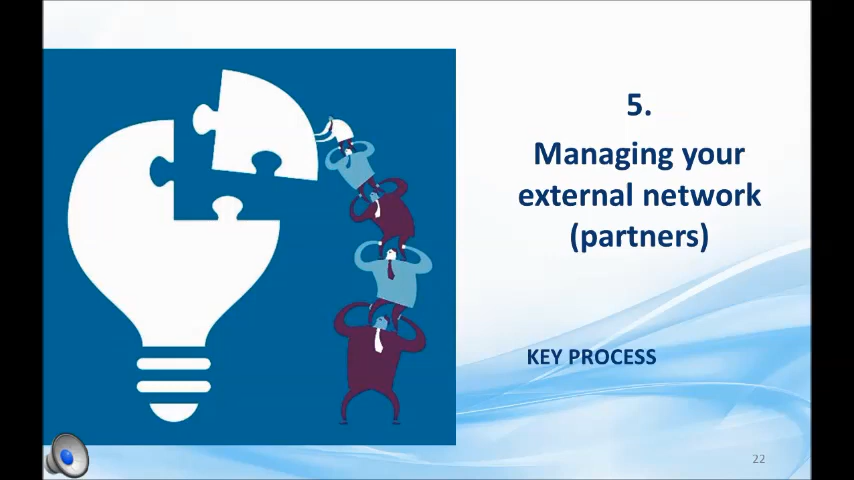 5.
Managing your
external network
(partners)
KEY PROCESS
22